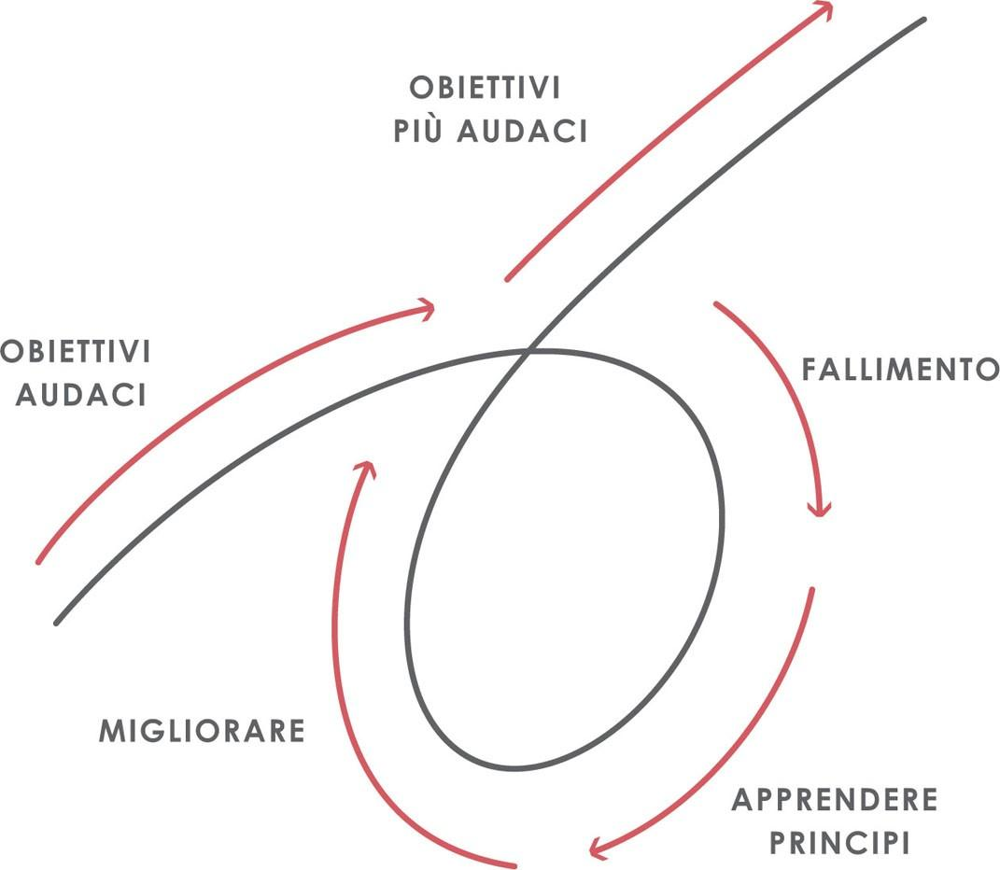 OBIETTIVI
PIÙ AUDACI
OBIETTIVI
AUDACI
FALLIMENTO
MIGLIORARE
APPRENDERE
PRINCIPI